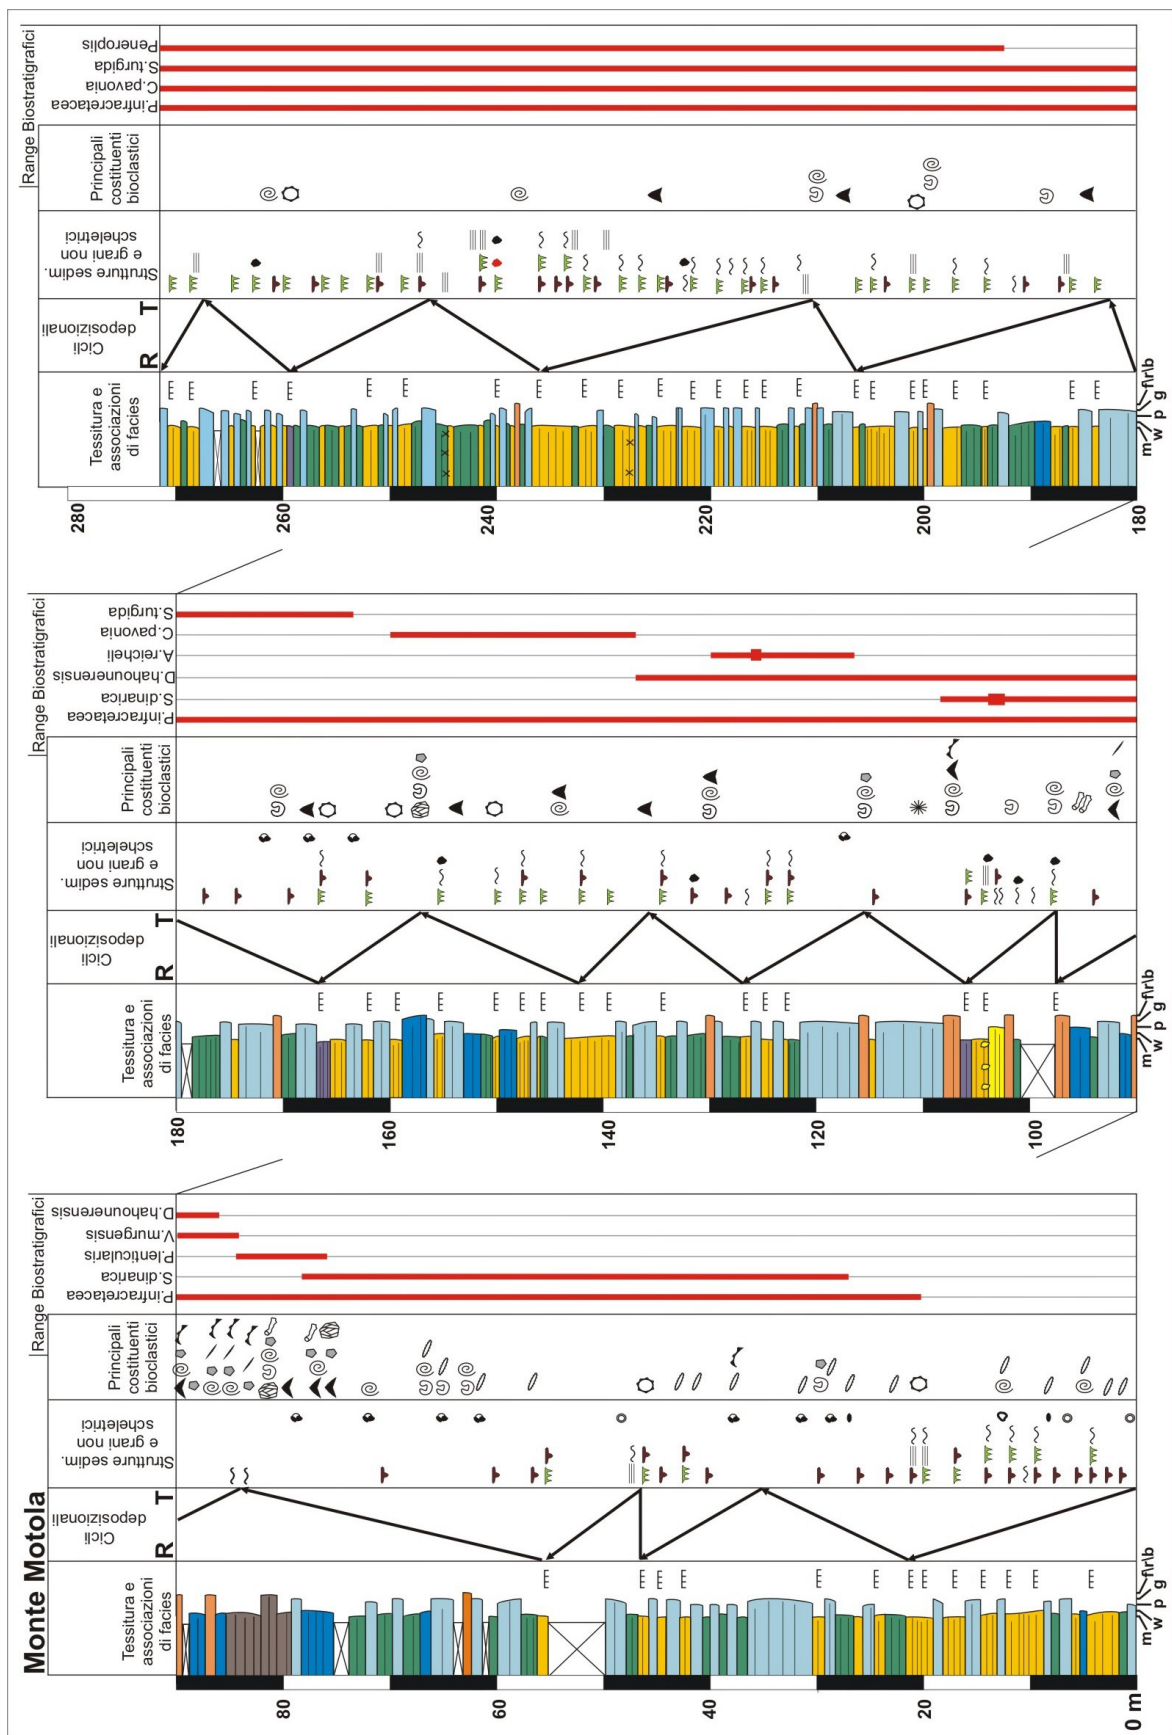 Monte Motola
Tessitura e
associazioni
di facies
Cicli
deposizionali
R T
Strutture sedim.
e grani non
scheletrici
Principali
costituenti
bioclastici
Range Biostratigrafici
P.infracretacea
S.dinarica
P.lenticularis
V.murgensis
D.hahounerensis
80
60
40
20
0 m
m w p g f\r\b
Tessitura e
associazioni
di facies
Cicli
deposizionali
R T
Strutture sedim.
e grani non
scheletrici
Principali
costituenti
bioclastici
Range Biostratigrafici
P.infracretacea
S.dinarica
D.hahounerensis
A.reicheli
C.pavonia
S.turgida
180
160
140
120
100
m w p g f\r\b
Tessitura e
associazioni
di facies
Cicli
deposizionali
R T
Strutture sedim.
e grani non
scheletrici
Principali
costituenti
bioclastici
Range Biostratigrafici
P.infracretacea
C.pavonia
S.turgida
Peneroplis
280
260
240
220
200
180
m w p g f\r\b